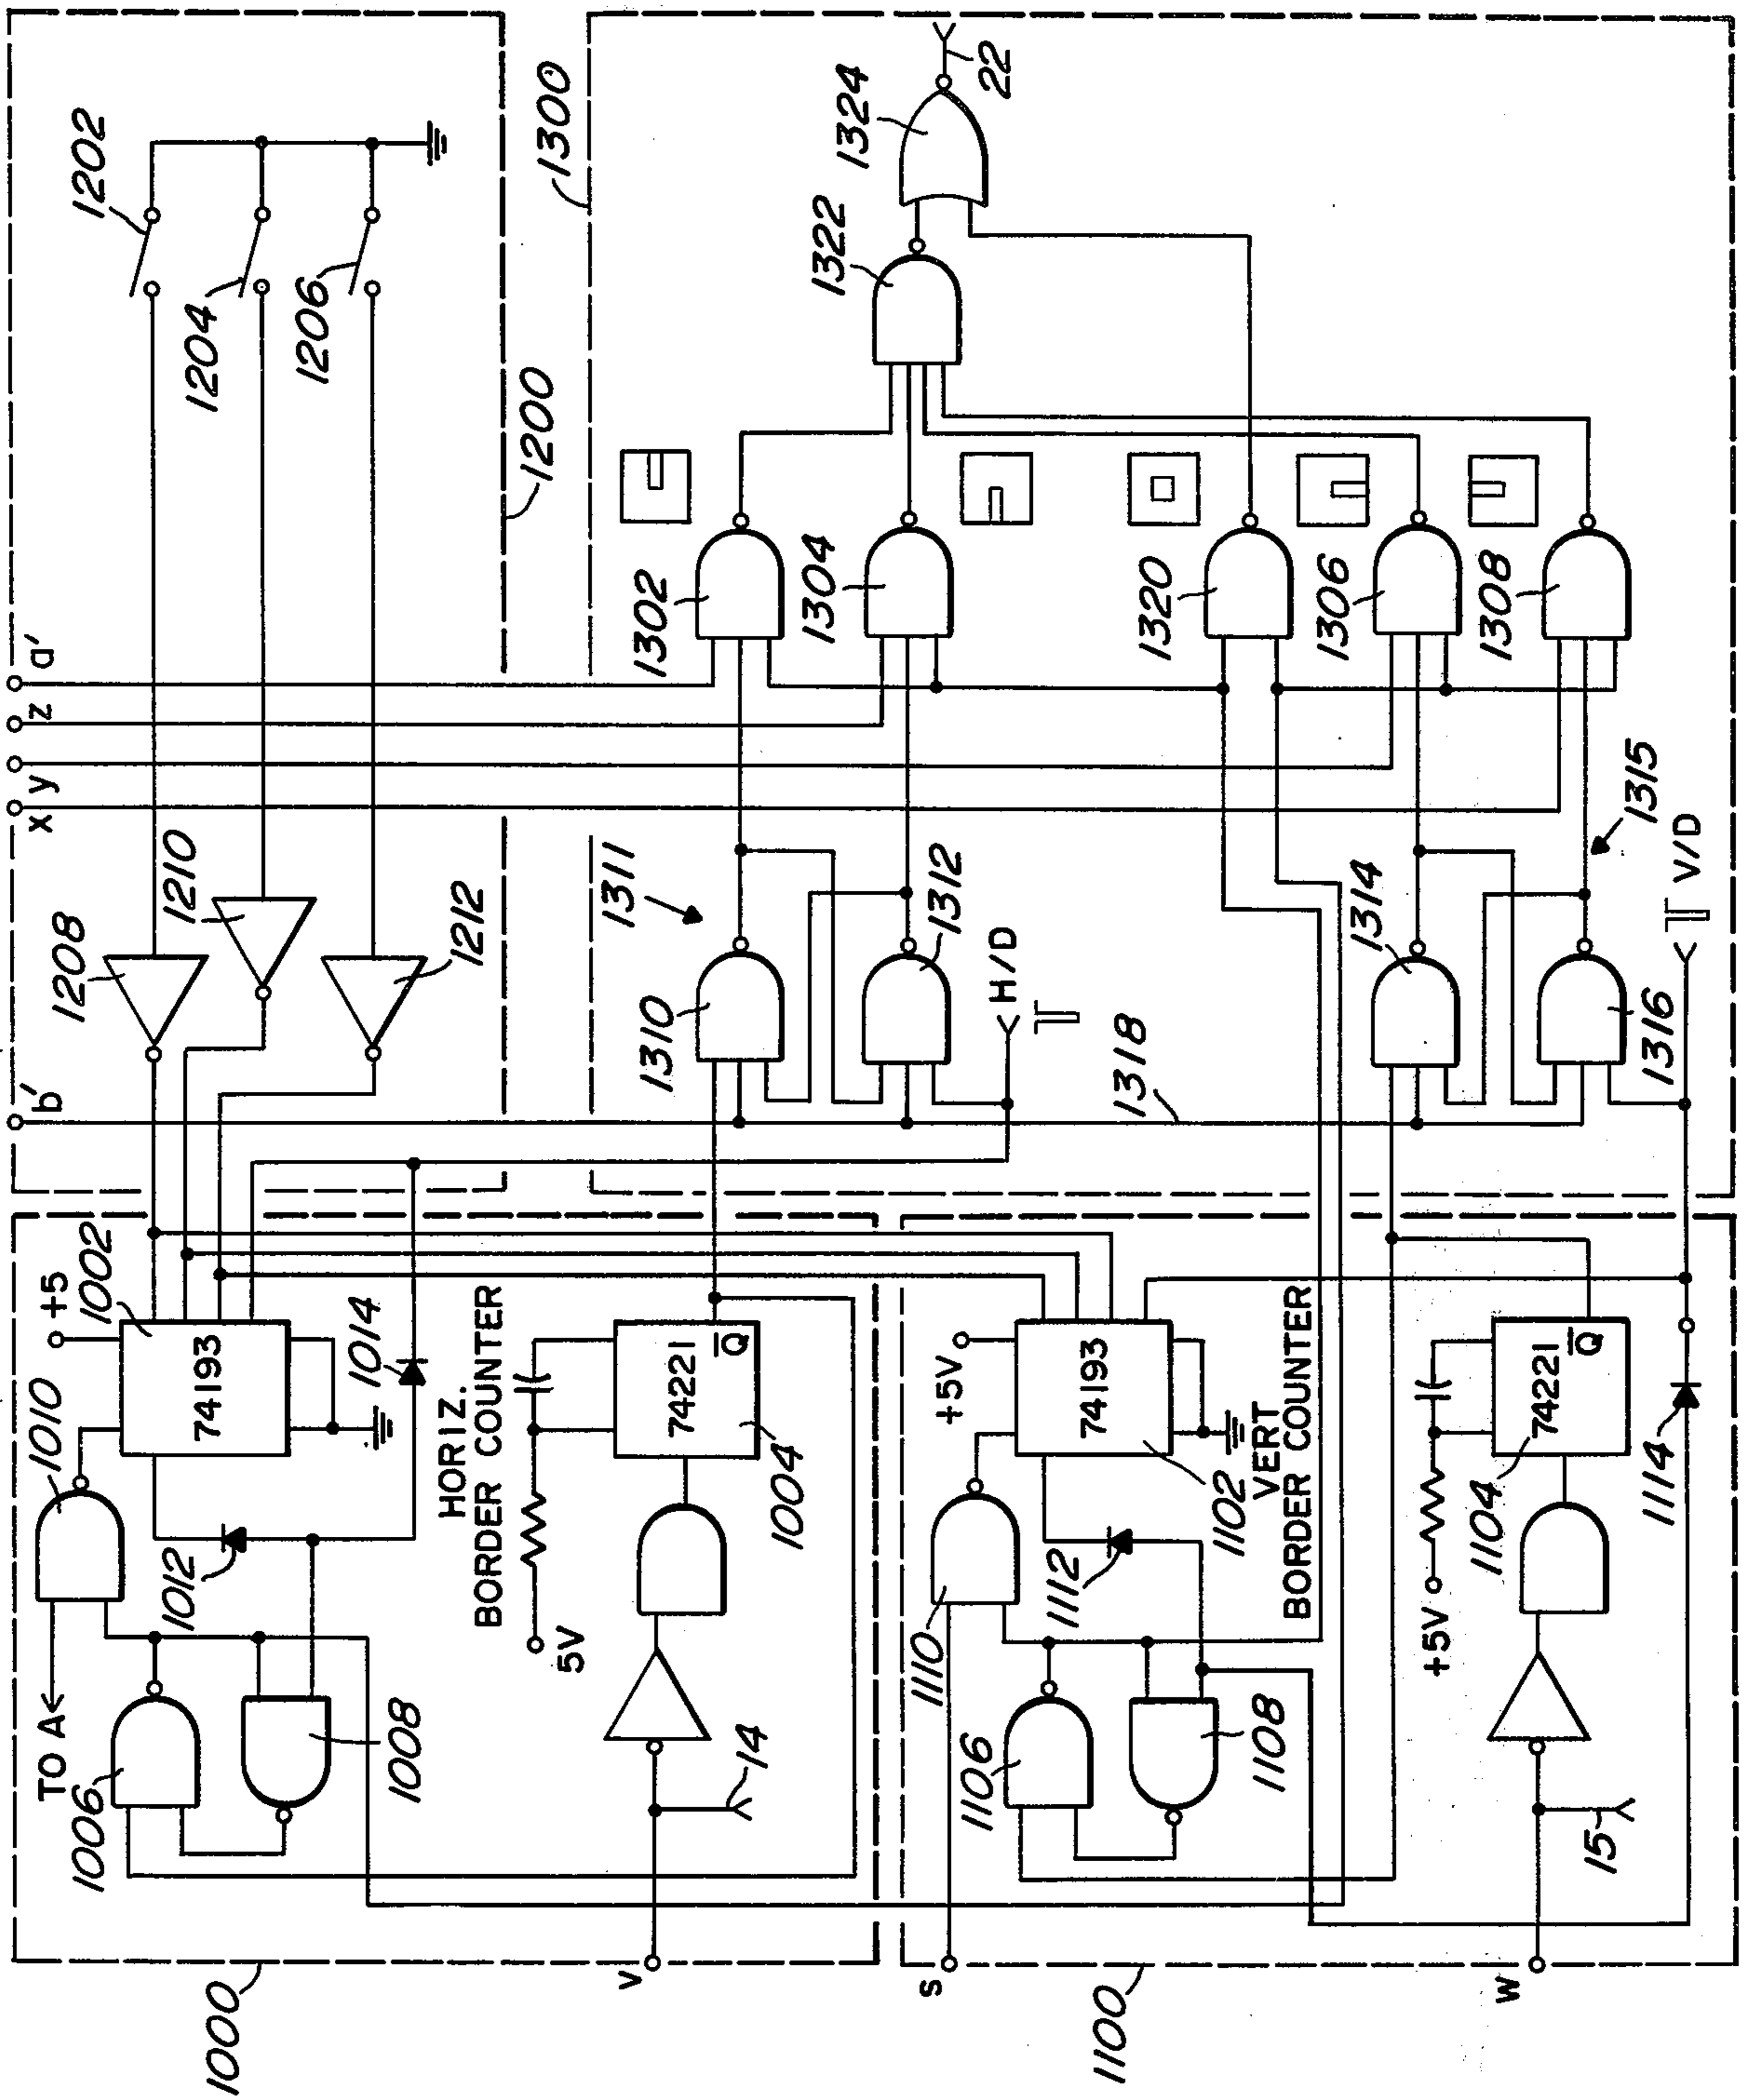 1202
1204
1206
1200
1300
22
1324
1322
1302
1304
1320
1306
1308
a'
z
y
x
b'
1208
1210
1212
1311
1310
1312
H/D
1318
1314
1315
1316
V/D
+5
1002
74193
1010
1014
1012
HORIZ.
BORDER COUNTER
5V
74221
Q
1004
TO A
1006
1008
14
V
1000
+5V
74193
1102
VERT
BORDER COUNTER
1110
1112
1106
1108
+5V
74221
Q
1104
1114
15
S
W
1100